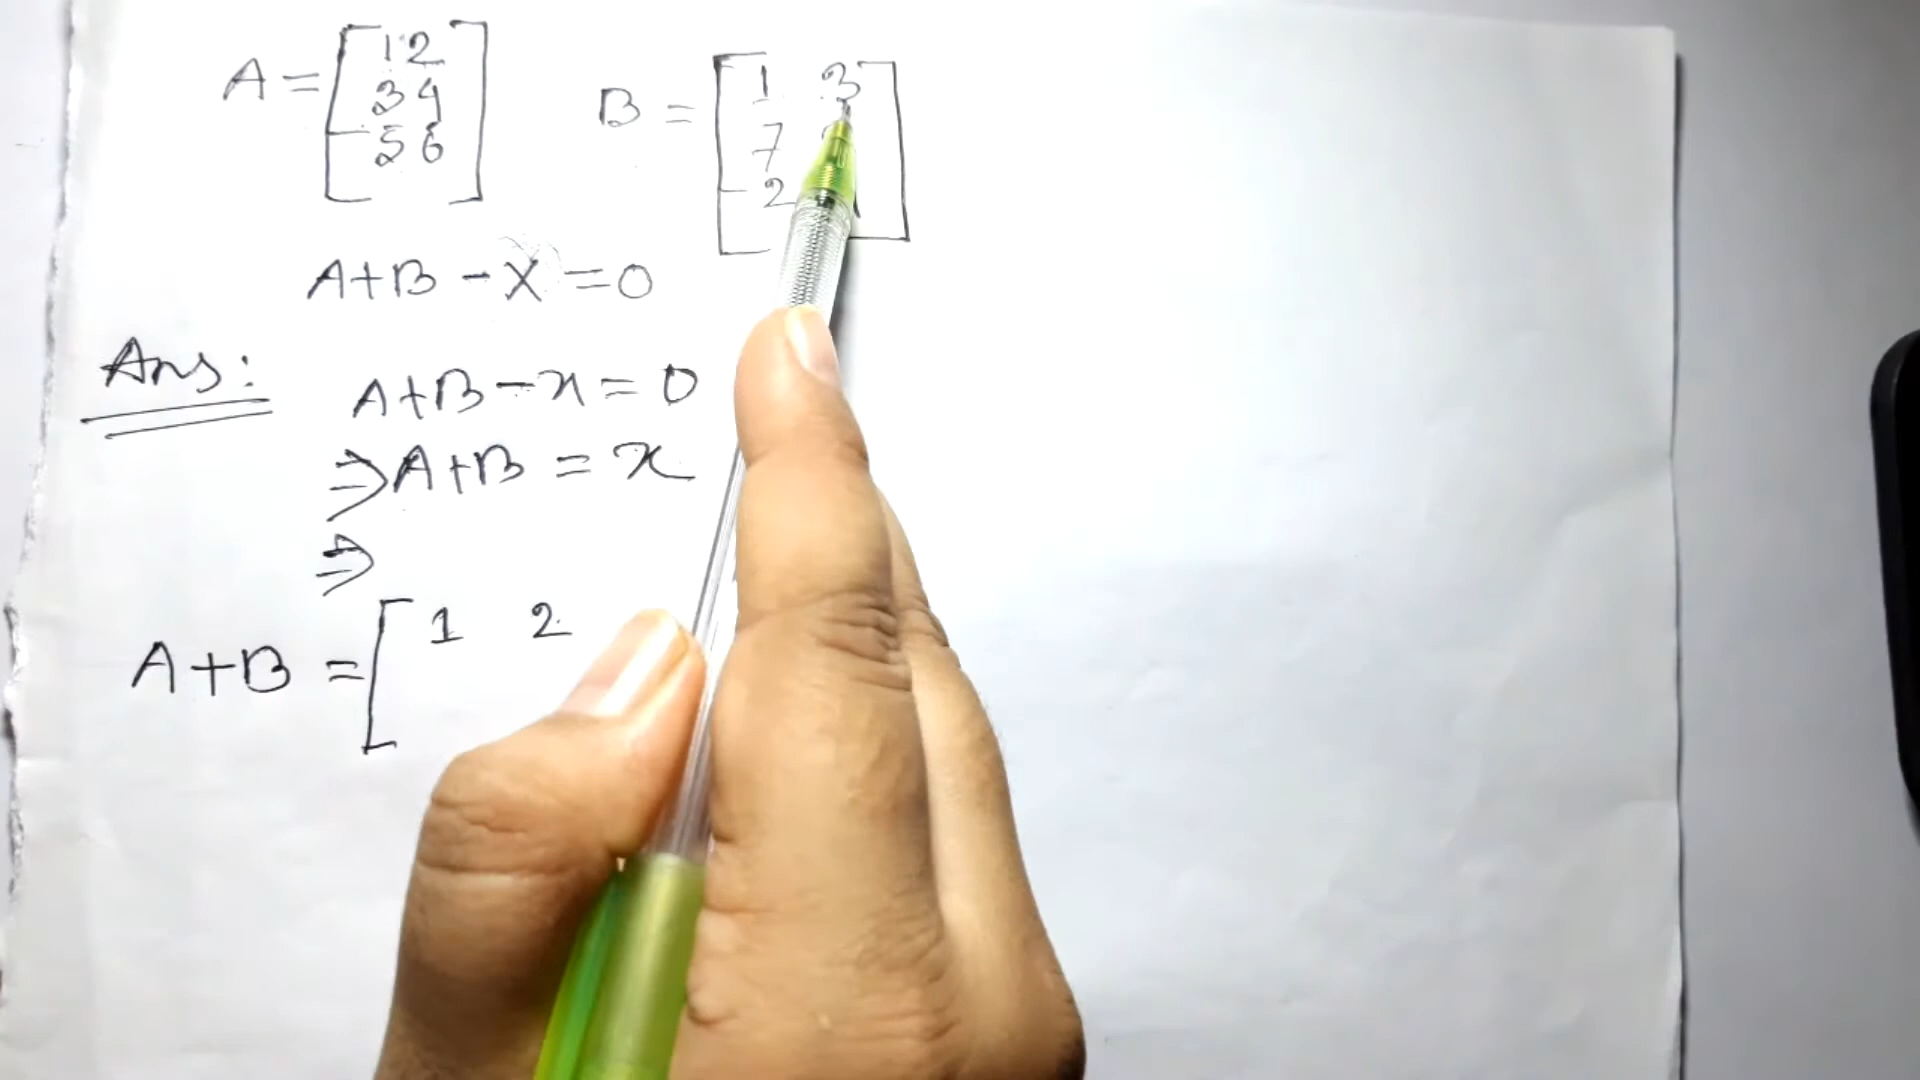 A = [ 1 2
3 4
-5 6 ]
B = [ 1 3
7
-2 ]
A+B - X = 0
Ans:
A+B - x = 0
⇒ A+B = x
⇒
A+B = [ 1 2